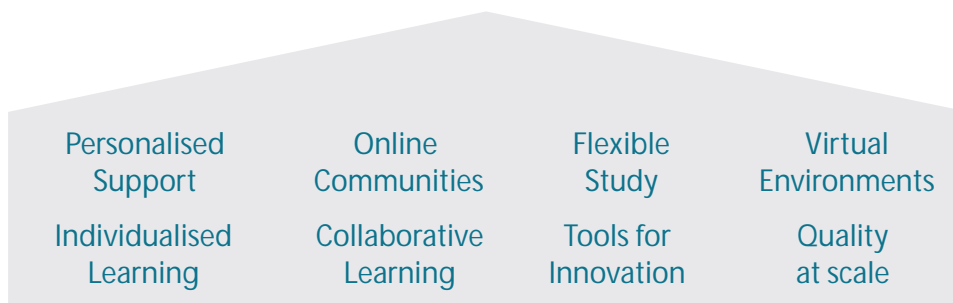 Personalised
Support
Online
Communities
Flexible
Study
Virtual
Environments
Individualised
Learning
Collaborative
Learning
Tools for
Innovation
Quality
at scale